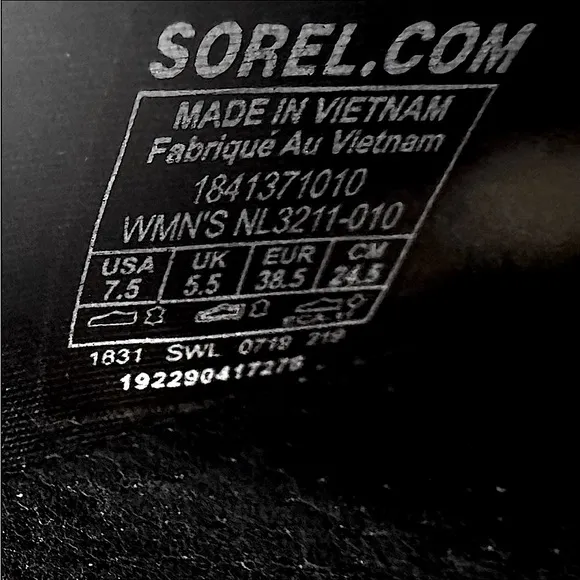 SOREL.COM
MADE IN VIETNAM
Fabriqué Au Vietnam
1841371010
WMN'S NL3211-010
USA UK EUR CM
7.5 5.5 38.5 24.5
1831 SWL 0719 219
192290417276